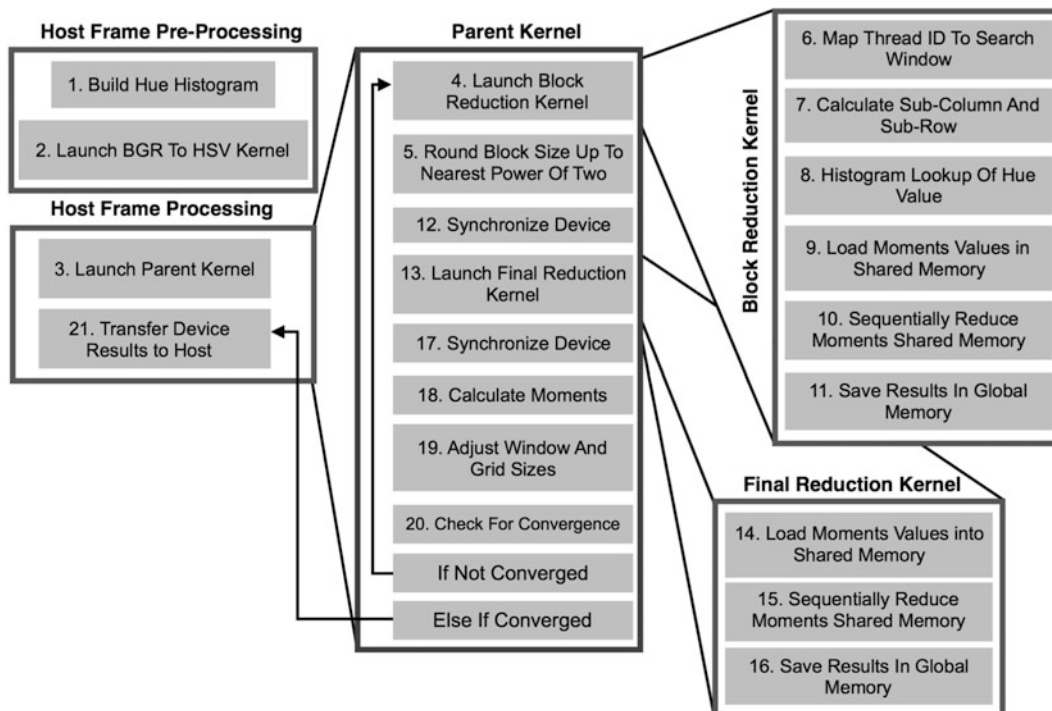 Host Frame Pre-Processing
1. Build Hue Histogram
2. Launch BGR To HSV Kernel
Host Frame Processing
3. Launch Parent Kernel
21. Transfer Device
Results to Host
Parent Kernel
4. Launch Block
Reduction Kernel
5. Round Block Size Up To
Nearest Power Of Two
12. Synchronize Device
13. Launch Final Reduction
Kernel
17. Synchronize Device
18. Calculate Moments
19. Adjust Window And
Grid Sizes
20. Check For Convergence
If Not Converged
Else If Converged
Block Reduction Kernel
6. Map Thread ID To Search
Window
7. Calculate Sub-Column And
Sub-Row
8. Histogram Lookup Of Hue
Value
9. Load Moments Values in
Shared Memory
10. Sequentially Reduce
Moments Shared Memory
11. Save Results In Global
Memory
Final Reduction Kernel
14. Load Moments Values into
Shared Memory
15. Sequentially Reduce
Moments Shared Memory
16. Save Results In Global
Memory